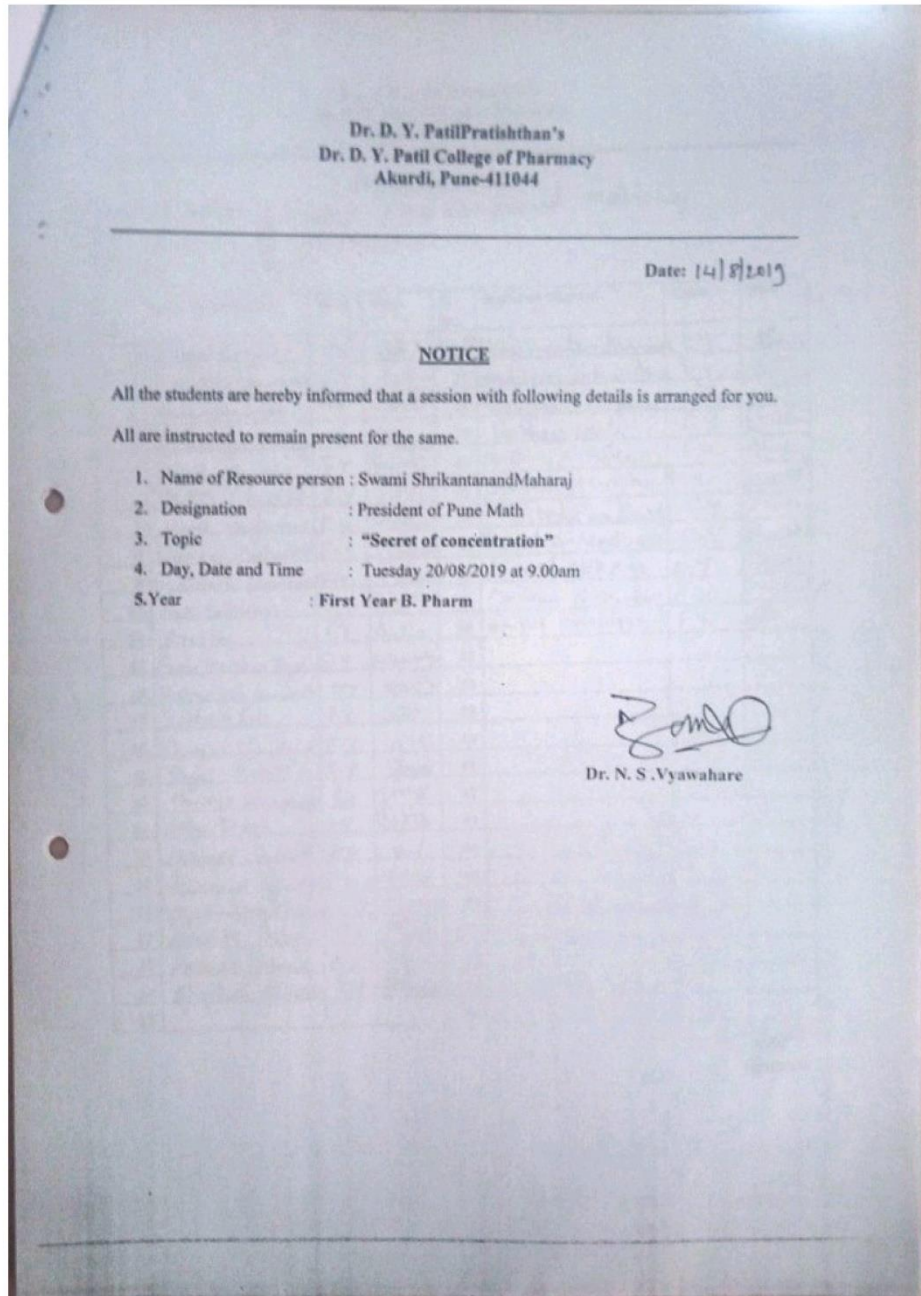 Dr. D. Y. PatilPratishthan's
Dr. D. Y. Patil College of Pharmacy
Akurdi, Pune-411044
Date: 14/8/2019
NOTICE
All the students are hereby informed that a session with following details is arranged for you.
All are instructed to remain present for the same.
1. Name of Resource person : Swami ShrikantanandMaharaj
2. Designation : President of Pune Math
3. Topic : “Secret of concentration”
4. Day, Date and Time : Tuesday 20/08/2019 at 9.00am
5.Year : First Year B. Pharm
Dr. N. S .Vyawahare